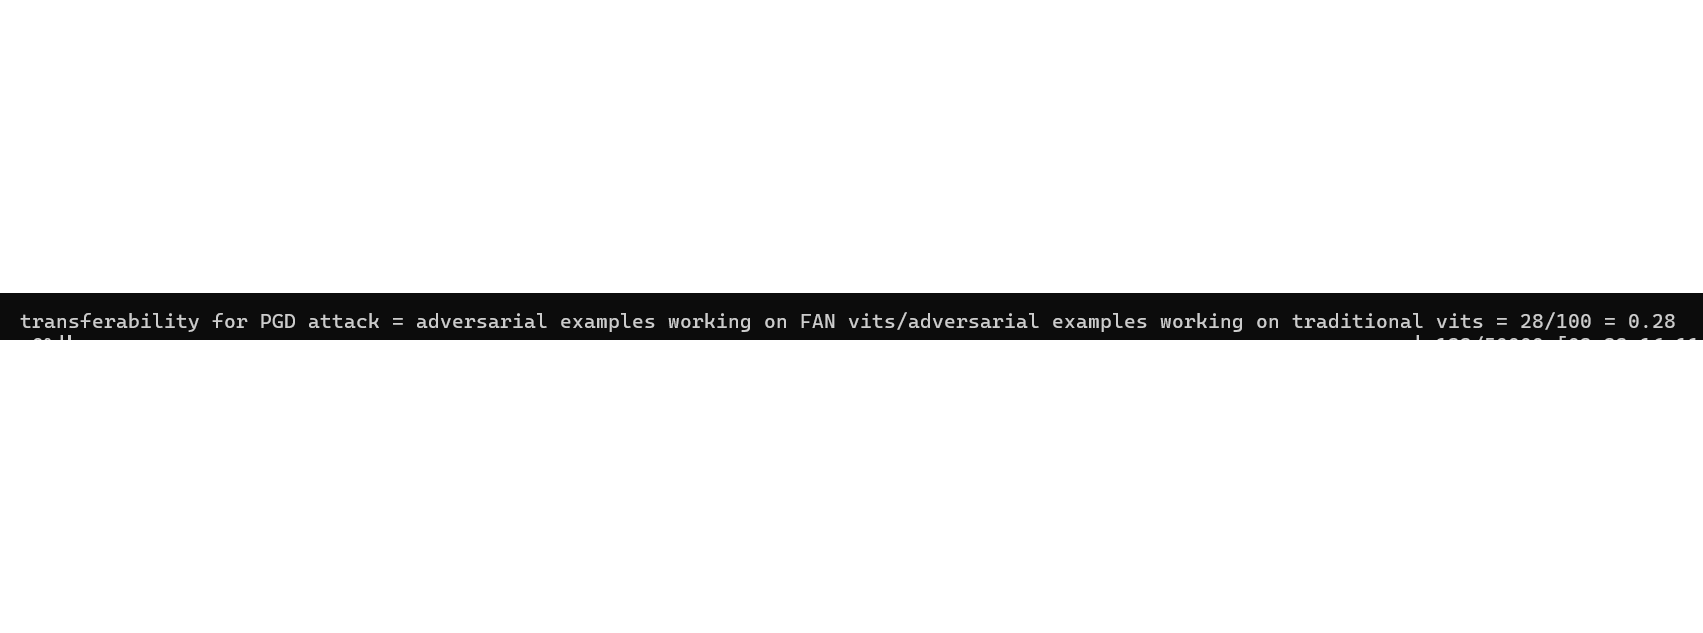 transferability for PGD attack = adversarial examples working on FAN vits/adversarial examples working on traditional vits = 28/100 = 0.28